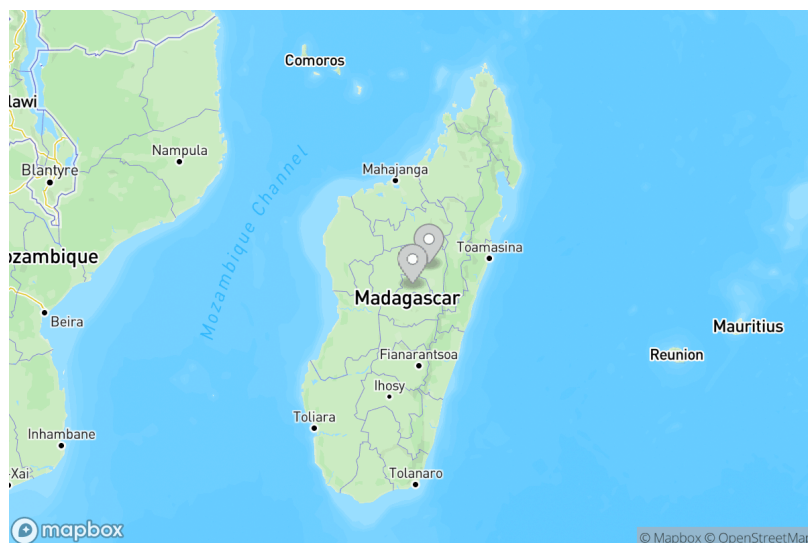 Comoros
lawi
Nampula
Mahajanga
Blantyre
Mozambique Channel
Toamasina
ozambique
Madagascar
Beira
Mauritius
Reunion
Fianarantsoa
Ihosy
Toliara
Inhambane
-Xai
Tolanaro
mapbox
© Mapbox © OpenStreetMa